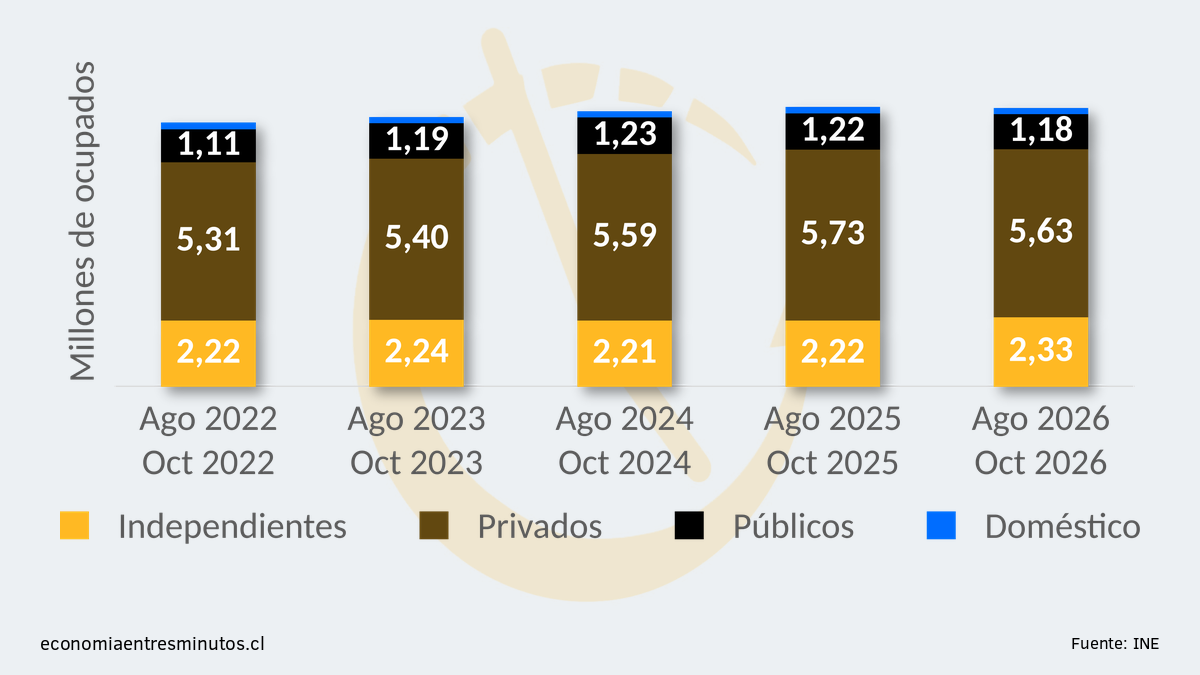 Millones de ocupados
1,11 1,19 1,23 1,22 1,18
5,31 5,40 5,59 5,73 5,63
2,22 2,24 2,21 2,22 2,33
Ago 2022 Ago 2023 Ago 2024 Ago 2025 Ago 2026
Oct 2022 Oct 2023 Oct 2024 Oct 2025 Oct 2026
Independientes Privados Públicos Doméstico
economiaentresminutos.cl Fuente: INE